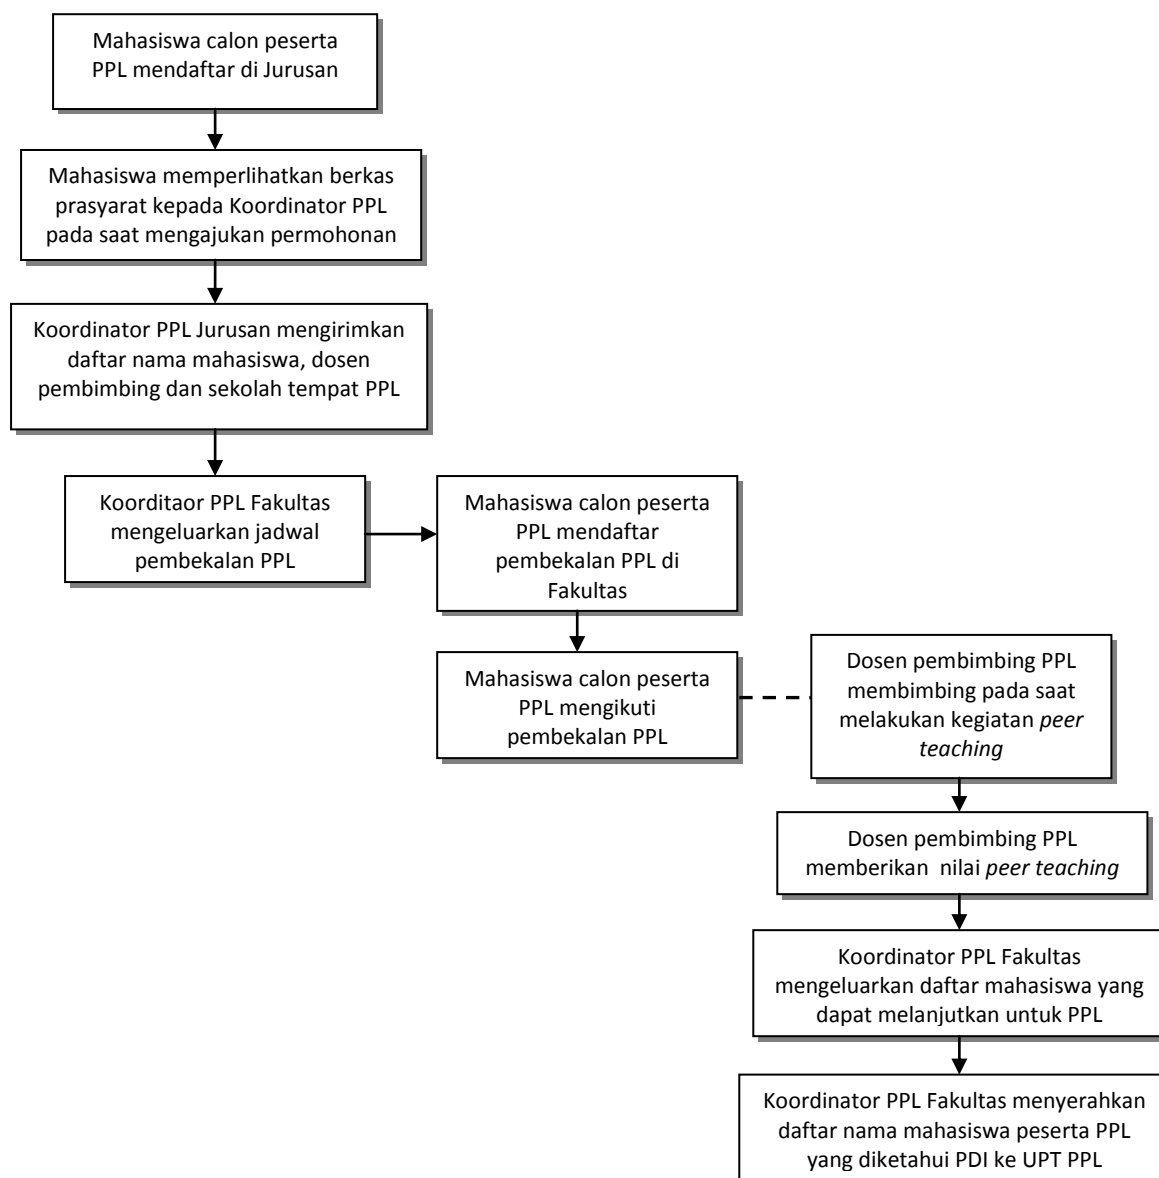 Mahasiswa calon peserta
PPL mendaftar di Jurusan
Mahasiswa memperlihatkan berkas
prasyarat kepada Koordinator PPL
pada saat mengajukan permohonan
Koordinator PPL Jurusan mengirimkan
daftar nama mahasiswa, dosen
pembimbing dan sekolah tempat PPL
Koorditaor PPL Fakultas
mengeluarkan jadwal
pembekalan PPL
Mahasiswa calon peserta
PPL mendaftar
pembekalan PPL di
Fakultas
Mahasiswa calon peserta
PPL mengikuti
pembekalan PPL
Dosen pembimbing PPL
membimbing pada saat
melakukan kegiatan peer
teaching
Dosen pembimbing PPL
memberikan nilai peer teaching
Koordinator PPL Fakultas
mengeluarkan daftar mahasiswa yang
dapat melanjutkan untuk PPL
Koordinator PPL Fakultas menyerahkan
daftar nama mahasiswa peserta PPL
yang diketahui PDI ke UPT PPL